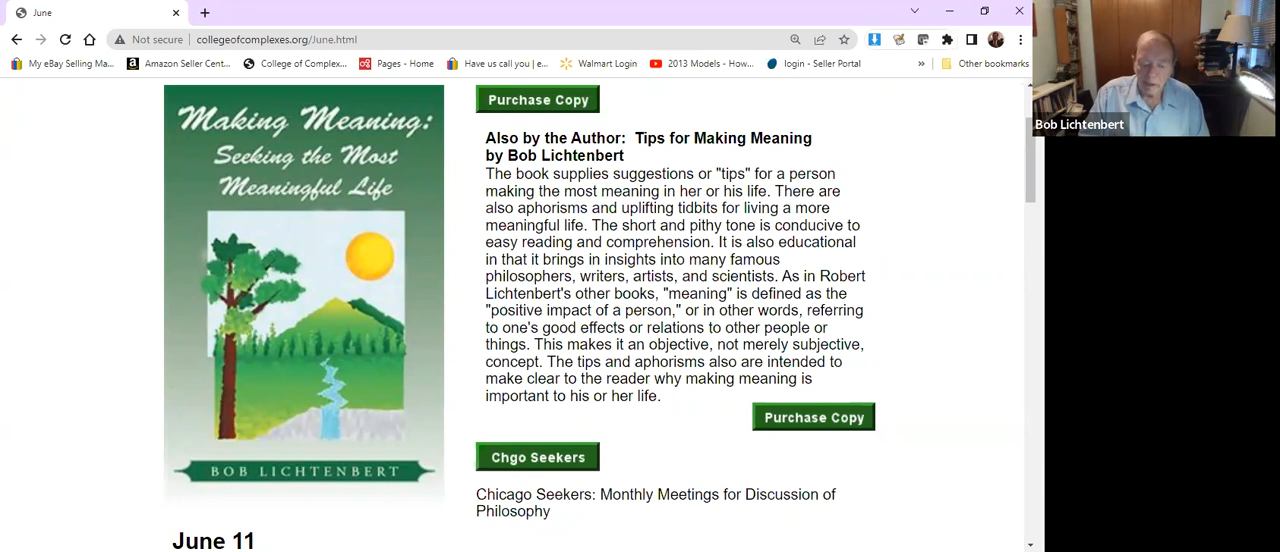 June
Not secure
collegeofcomplexes.org/June.html
My eBay Selling Ma...
Amazon Seller Cent...
College of Complex...
Pages - Home
Have us call you | e...
Walmart Login
2013 Models - How...
login - Seller Portal
»
Other bookmarks
Bob Lichtenbert
Making Meaning:
Seeking the Most
Meaningful Life
BOB LICHTENBERT
Purchase Copy
Also by the Author: Tips for Making Meaning
by Bob Lichtenbert
The book supplies suggestions or "tips" for a person
making the most meaning in her or his life. There are
also aphorisms and uplifting tidbits for living a more
meaningful life. The short and pithy tone is conducive to
easy reading and comprehension. It is also educational
in that it brings in insights into many famous
philosophers, writers, artists, and scientists. As in Robert
Lichtenbert's other books, "meaning" is defined as the
"positive impact of a person," or in other words, referring
to one's good effects or relations to other people or
things. This makes it an objective, not merely subjective,
concept. The tips and aphorisms also are intended to
make clear to the reader why making meaning is
important to his or her life.
Purchase Copy
Chgo Seekers
Chicago Seekers: Monthly Meetings for Discussion of
Philosophy
June 11